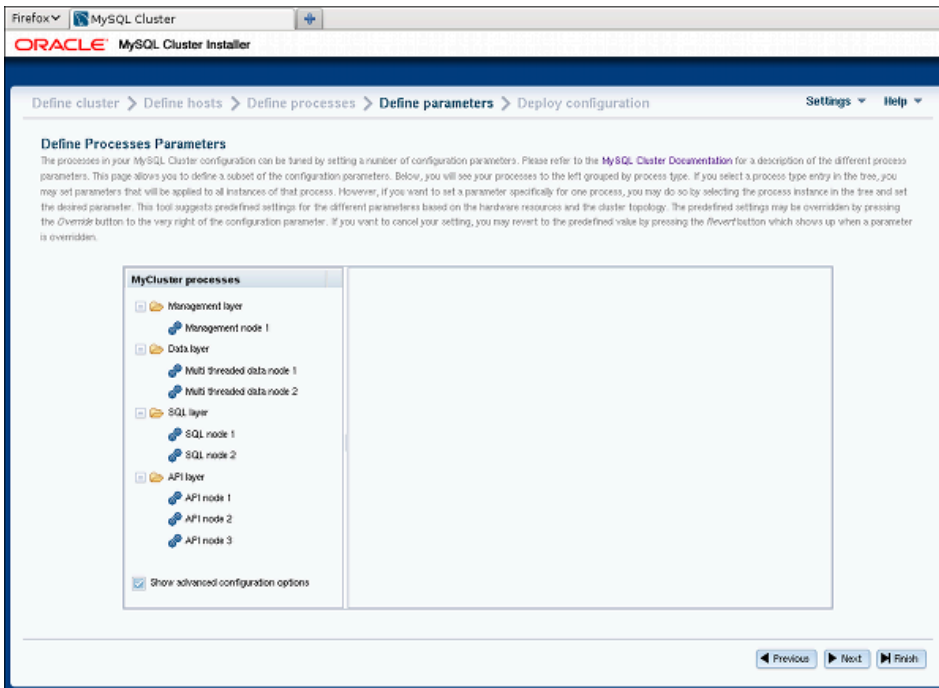 Firefox MySQL Cluster
ORACLE MySQL Cluster Installer
Define cluster > Define hosts > Define processes > Define parameters > Deploy configuration Settings Help
Define Processes Parameters
The processes in your MySQL Cluster configuration can be tuned by setting a number of configuration parameters. Please refer to the MySQL Cluster Documentation for a description of the different process
parameters. This page allows you to define a subset of the configuration parameters. Below, you will see your processes to the left grouped by process type. If you select a process type entry in the tree, you
may set parameters that will be applied to all instances of that process. However, if you want to set a parameter specifically for one process, you may do so by selecting the process instance in the tree and set
the desired parameter. This tool suggests predefined settings for the different parameteres based on the hardware resources and the cluster topology. The predefined settings may be overridden by pressing
the Override button to the very right of the configuration parameter. If you want to cancel your setting, you may revert to the predefined value by pressing the Revert button which shows up when a parameter
is overridden.
MyCluster processes
Management layer
Management node 1
Data layer
Multi threaded data node 1
Multi threaded data node 2
SQL layer
SQL node 1
SQL node 2
API layer
API node 1
API node 2
API node 3
Show advanced configuration options
Previous Next Finish